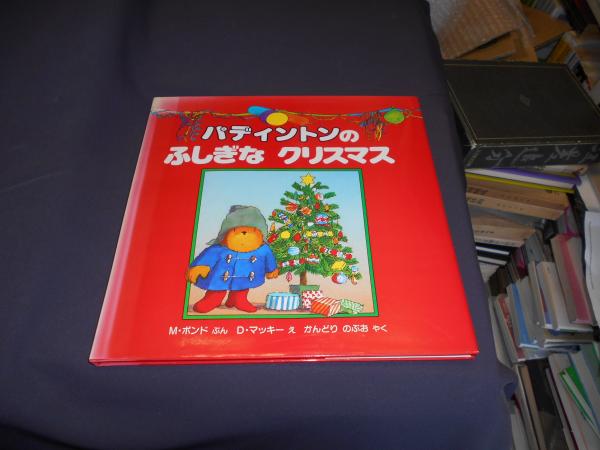 パディントンの
ふしぎな クリスマス
M・ボンド ぶん D・マッキー え かんどり のぶお やく